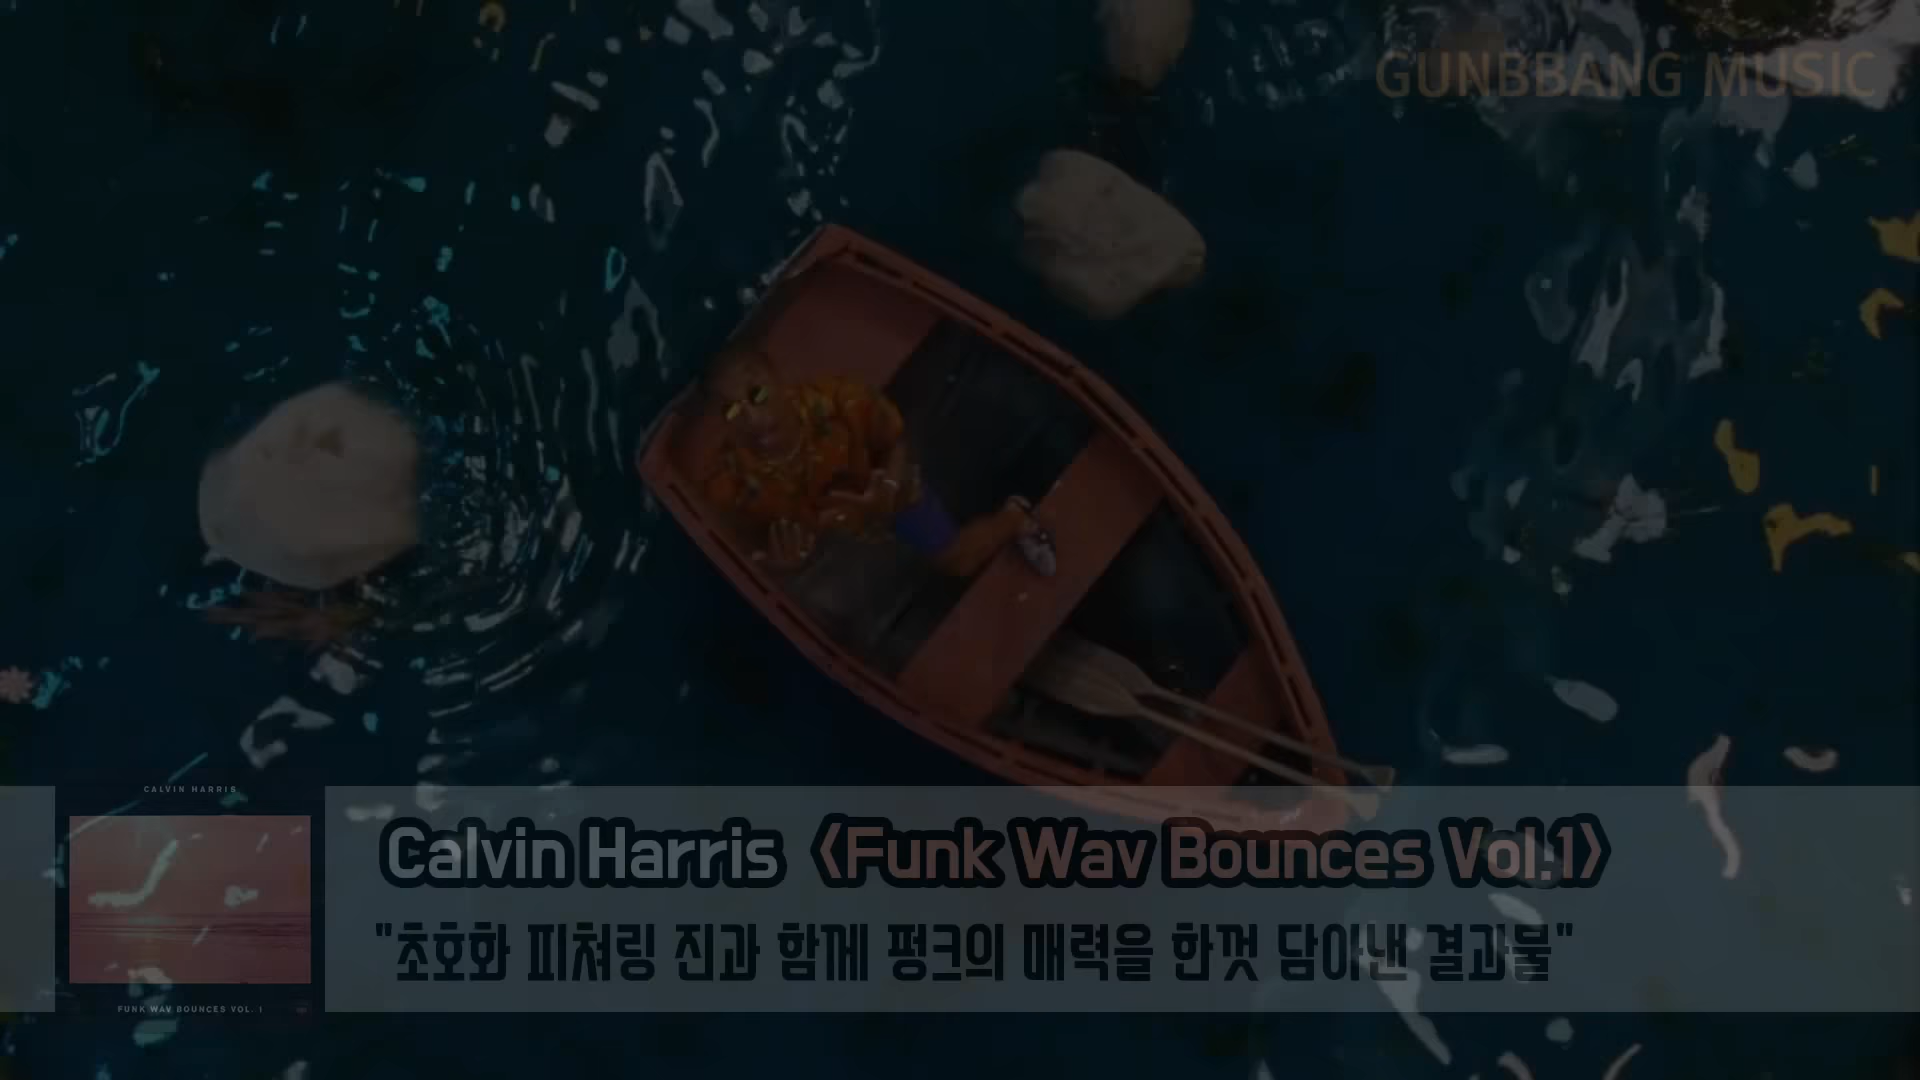 GUNBBANG MUSIC
CALVIN HARRIS
FUNK WAV BOUNCES VOL. 1
Calvin Harris 〈Funk Wav Bounces Vol.1〉
"초호화 피쳐링 진과 함께 펑크의 매력을 한껏 담아낸 결과물"